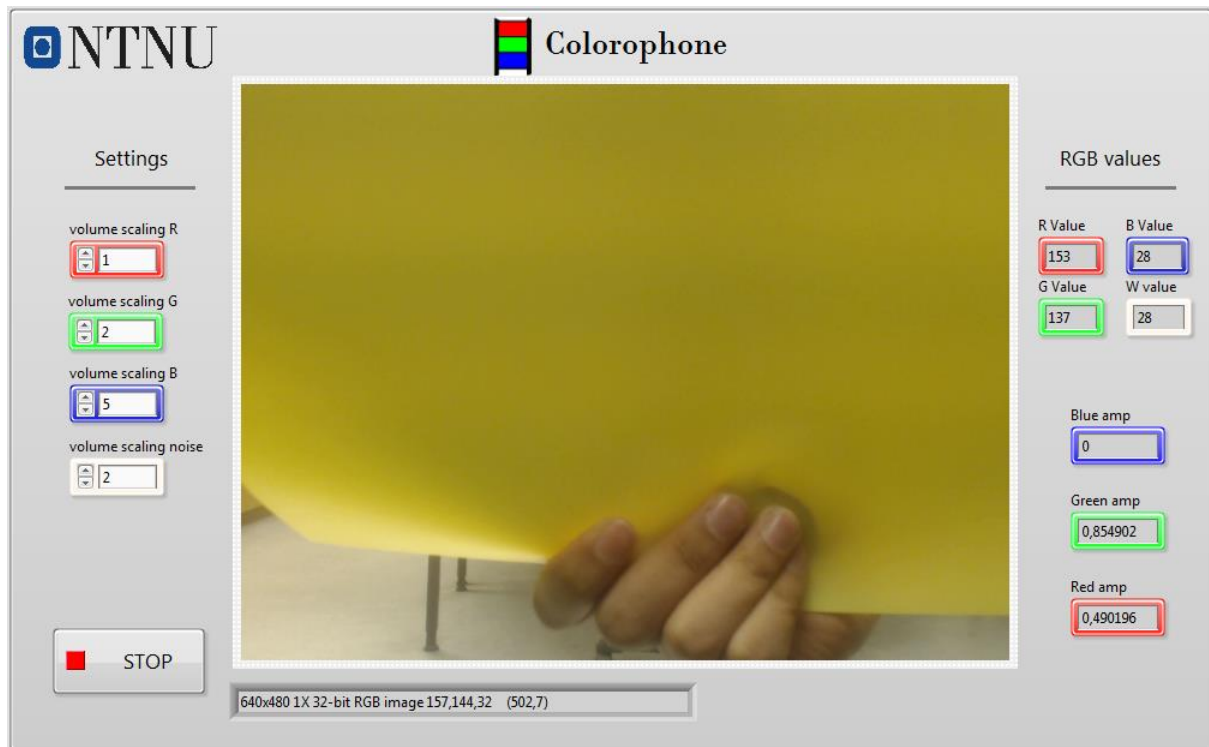 NTNU
Colorophone
Settings
volume scaling R
1
volume scaling G
2
volume scaling B
5
volume scaling noise
2
STOP
640x480 1X 32-bit RGB image 157,144,32 (502,7)
RGB values
R Value B Value
153 28
G Value W value
137 28
Blue amp
0
Green amp
0,854902
Red amp
0,490196